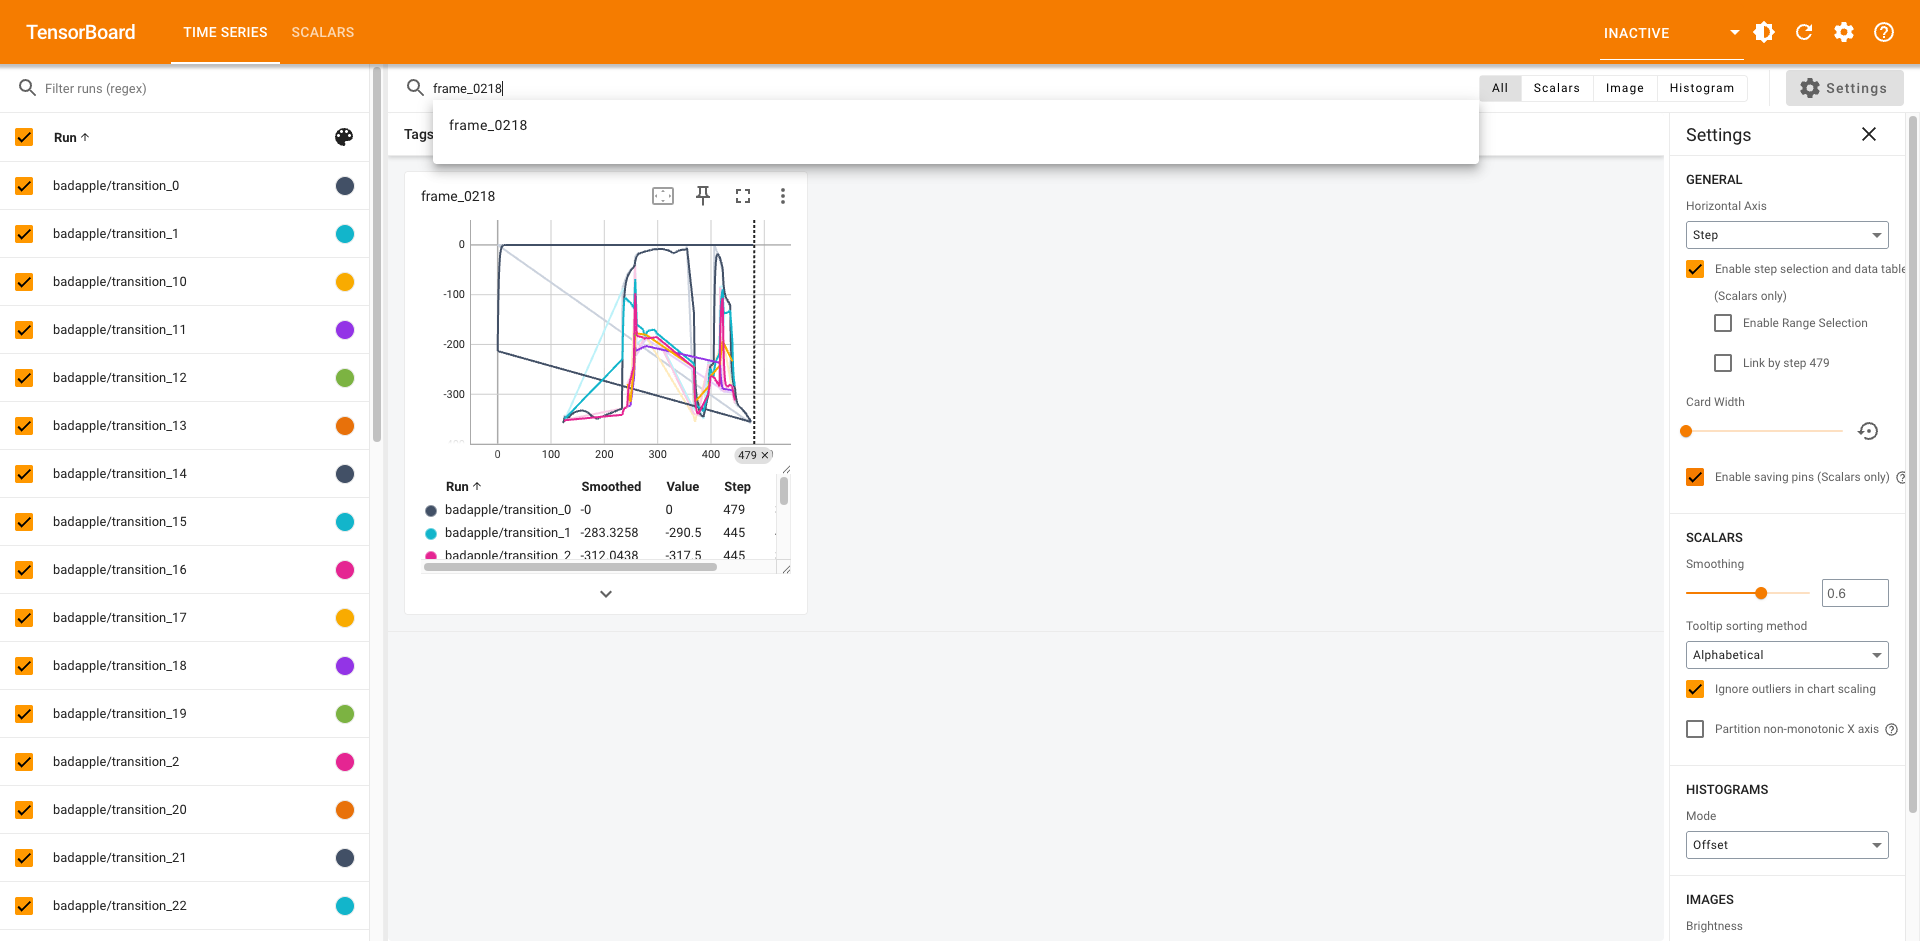 TensorBoard
TIME SERIES
SCALARS
INACTIVE
Filter runs (regex)
frame_0218
All
Scalars
Image
Histogram
Settings
frame_0218
Run
Tags
Settings
badapple/transition_0
badapple/transition_1
badapple/transition_10
badapple/transition_11
badapple/transition_12
badapple/transition_13
badapple/transition_14
badapple/transition_15
badapple/transition_16
badapple/transition_17
badapple/transition_18
badapple/transition_19
badapple/transition_2
badapple/transition_20
badapple/transition_21
badapple/transition_22
frame_0218
0
-100
-200
-300
0 100 200 300 400 479
Run Smoothed Value Step
badapple/transition_0 -0 0 479
badapple/transition_1 -283.3258 -290.5 445
badapple/transition_2 -312.0438 -317.5 445
GENERAL
Horizontal Axis
Step
Enable step selection and data table
(Scalars only)
Enable Range Selection
Link by step 479
Card Width
Enable saving pins (Scalars only)
SCALARS
Smoothing
0.6
Tooltip sorting method
Alphabetical
Ignore outliers in chart scaling
Partition non-monotonic X axis
HISTOGRAMS
Mode
Offset
IMAGES
Brightness